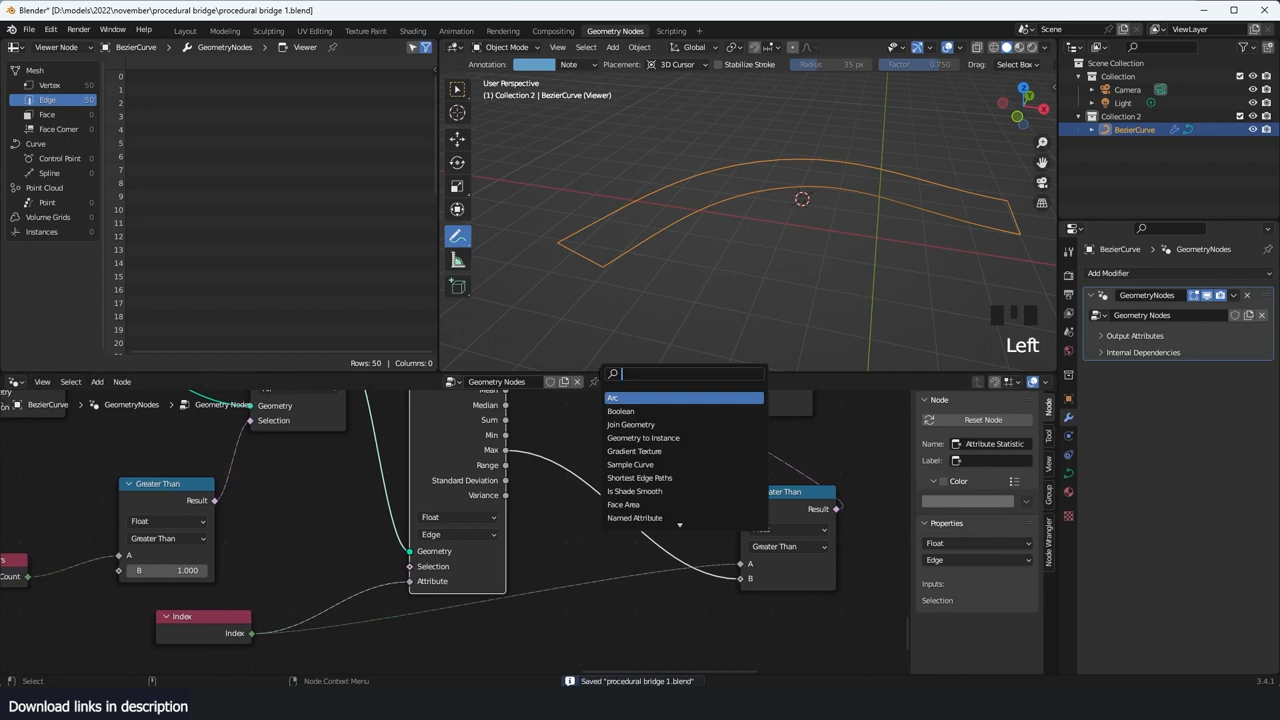 Blender* [D:\models\2022\november\procedural bridge\procedural bridge 1.blend]
File Edit Render Window Help Layout Modeling Sculpting UV Editing Texture Paint Shading Animation Rendering Compositing Geometry Nodes Scripting Scene ViewLayer
Viewer Node BezierCurve GeometryNodes Viewer
Object Mode View Select Add Object Global
Annotation: Note Placement: 3D Cursor Stabilize Stroke Radius 35 px Factor 0.750 Drag: Select Box
Mesh
Vertex 50
Edge 50
Face 0
Face Corner 0
Curve
Control Point 0
Spline 0
Point Cloud
Point 0
Volume Grids 0
Instances 0
0
1
2
3
4
5
6
7
8
9
10
11
12
13
14
15
16
17
18
19
20
Rows: 50 | Columns: 0
User Perspective
(1) Collection 2 | BezierCurve (Viewer)
Z
Y
X
Left
Scene Collection
Collection
Camera
Light
Collection 2
BezierCurve
BezierCurve GeometryNodes
Add Modifier
GeometryNodes
Geometry Nodes
Output Attributes
Internal Dependencies
View Select Add Node Geometry Nodes
BezierCurve GeometryNodes Geometry Nodes
Geometry
Selection
Greater Than
Result
Float
Greater Than
A
B 1.000
Count
Index
Index
Median
Sum
Min
Max
Range
Standard Deviation
Variance
Float
Edge
Geometry
Selection
Attribute
Arc
Boolean
Join Geometry
Geometry to Instance
Gradient Texture
Sample Curve
Shortest Edge Paths
Is Shade Smooth
Face Area
Named Attribute
Than
Result
Greater Than
A
B
Node
Reset Node
Name: Attribute Statistic
Label:
Color
Properties
Float
Edge
Inputs:
Selection
Node
Tool
View
Group
Node Wrangler
Select
Node Context Menu
Saved "procedural bridge 1.blend"
3.4.1
Download links in description